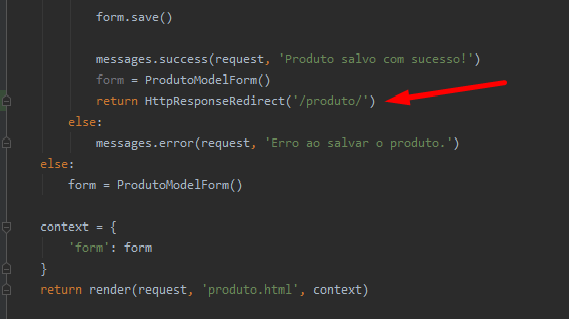 form.save()
messages.success(request, 'Produto salvo com sucesso!')
form = ProdutoModelForm()
return HttpResponseRedirect('/produto/')
else:
messages.error(request, 'Erro ao salvar o produto.')
else:
form = ProdutoModelForm()
context = {
'form': form
}
return render(request, 'produto.html', context)